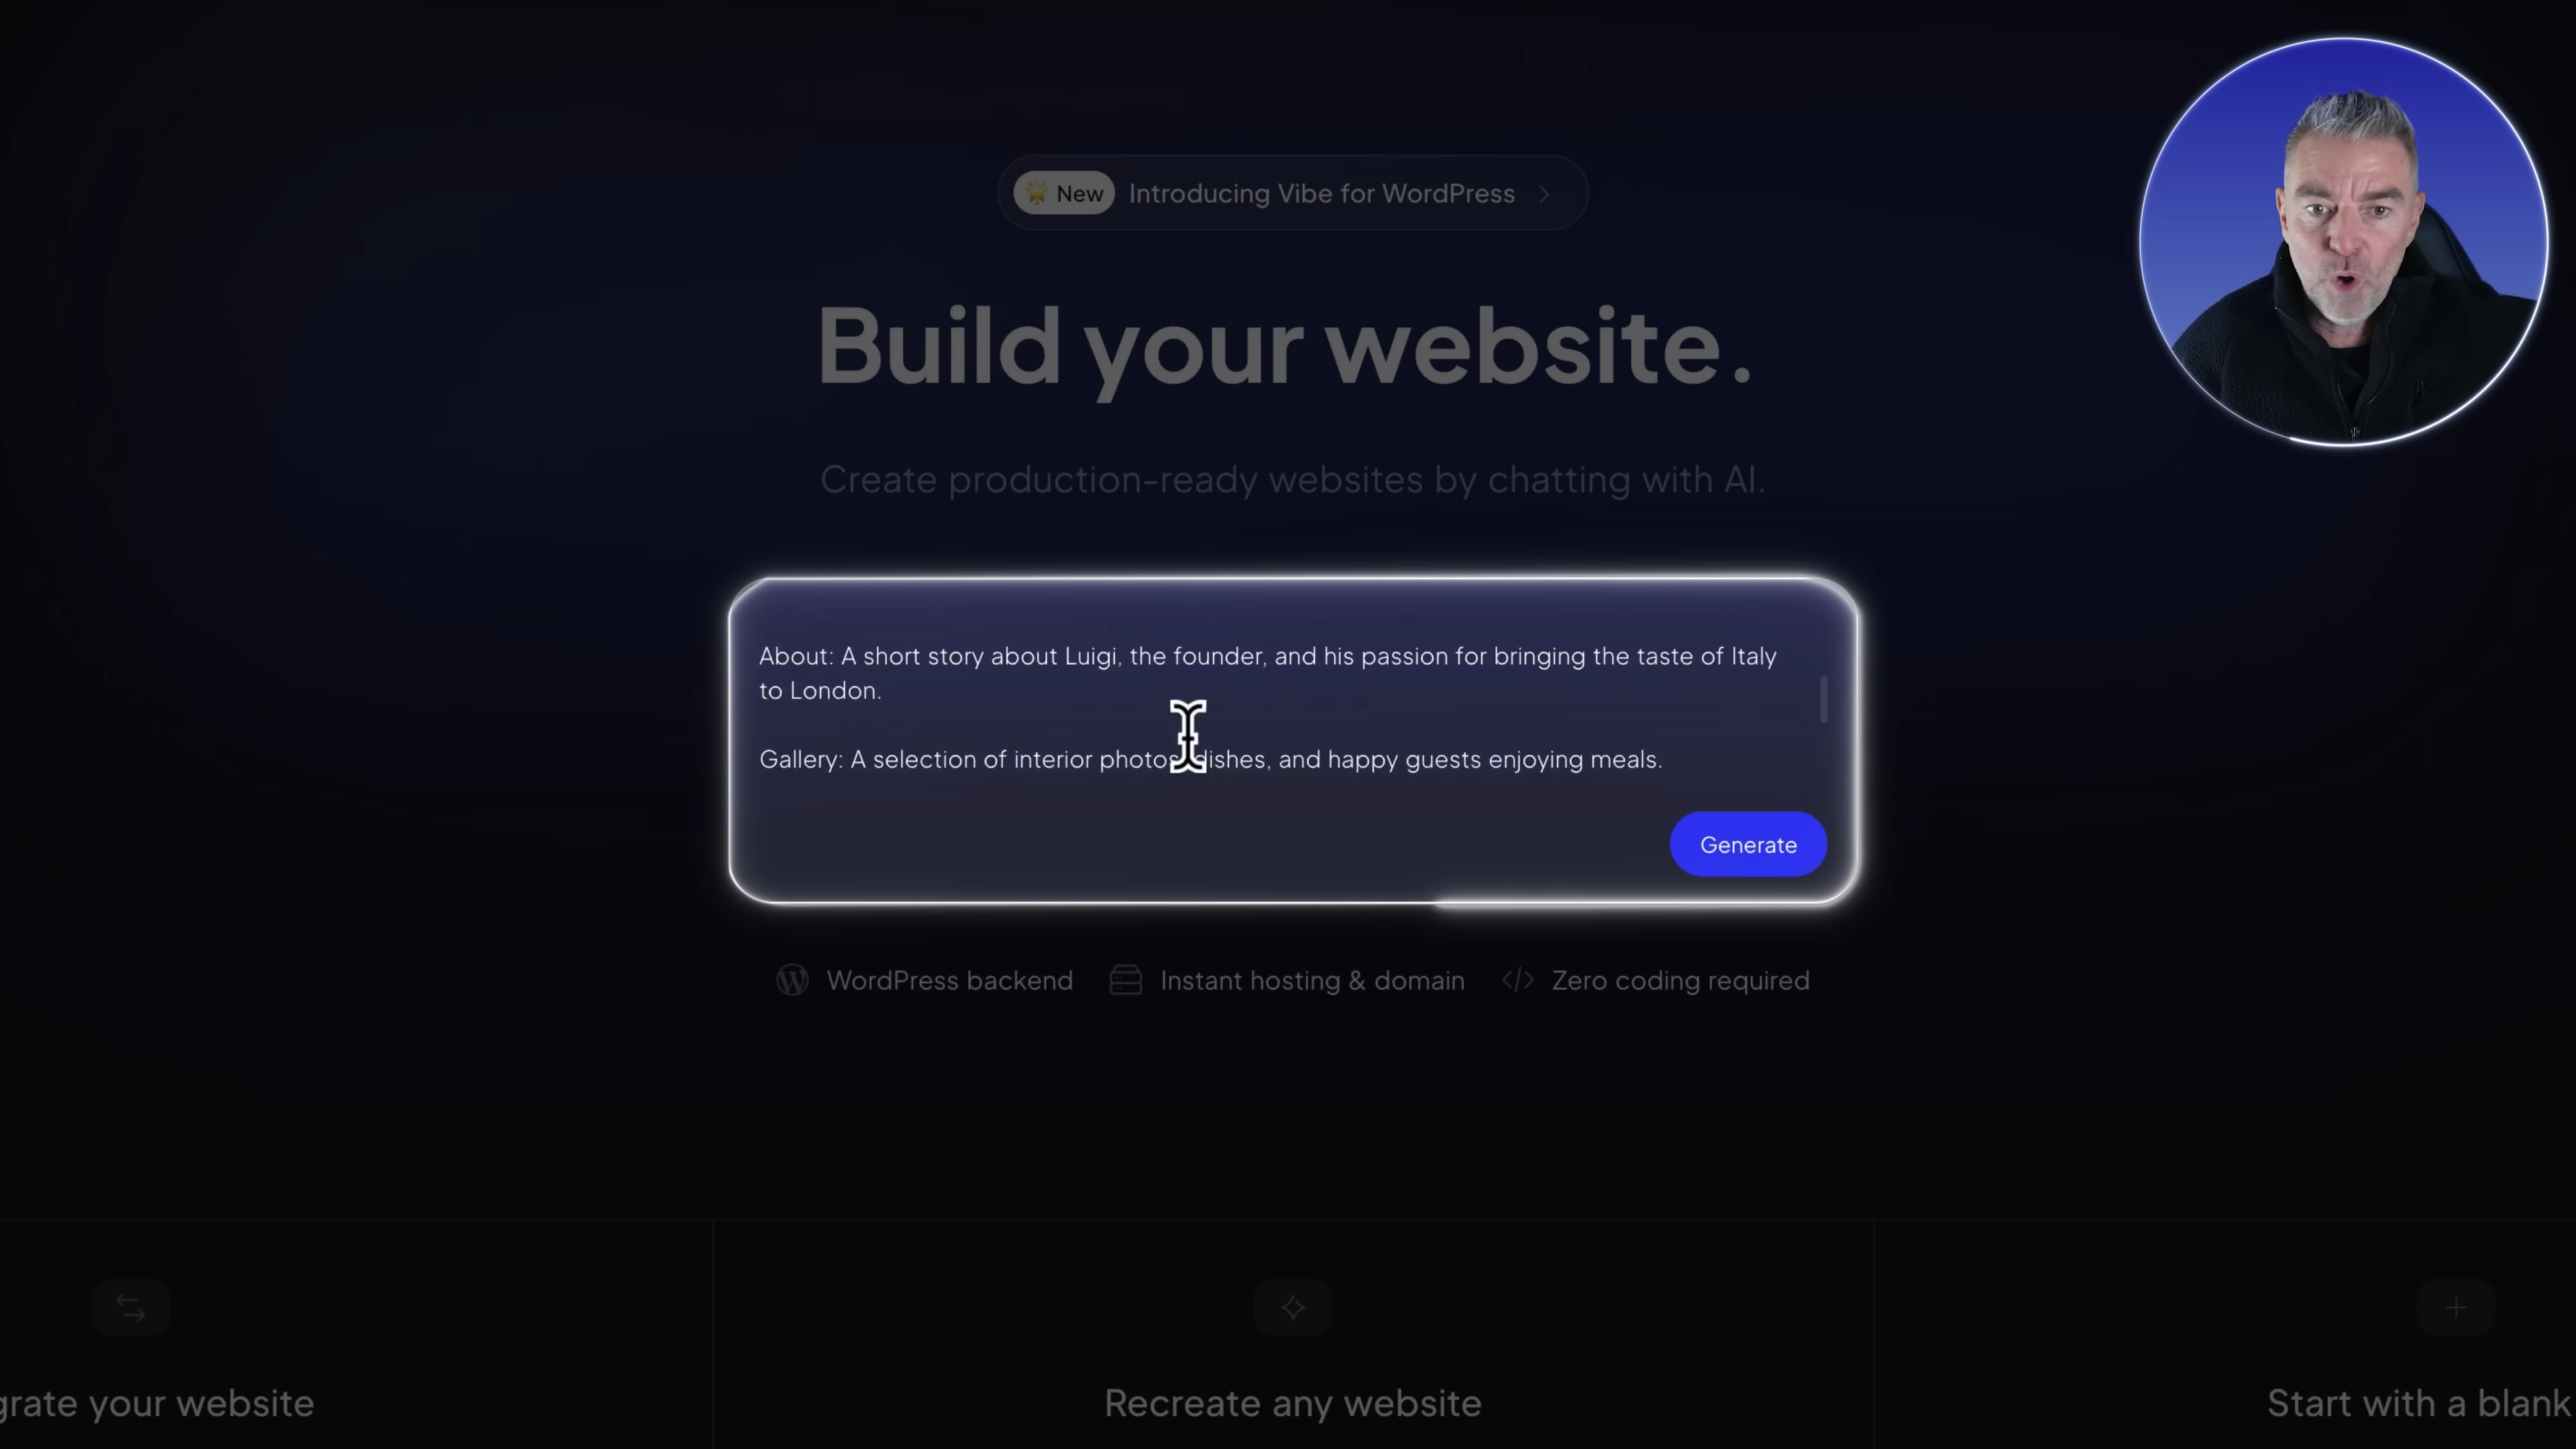 New Introducing Vibe for WordPress
Build your website.
Create production-ready websites by chatting with AI.
About: A short story about Luigi, the founder, and his passion for bringing the taste of Italy
to London.
Gallery: A selection of interior photos, dishes, and happy guests enjoying meals.
Generate
WordPress backend Instant hosting & domain Zero coding required
grate your website Recreate any website Start with a blank